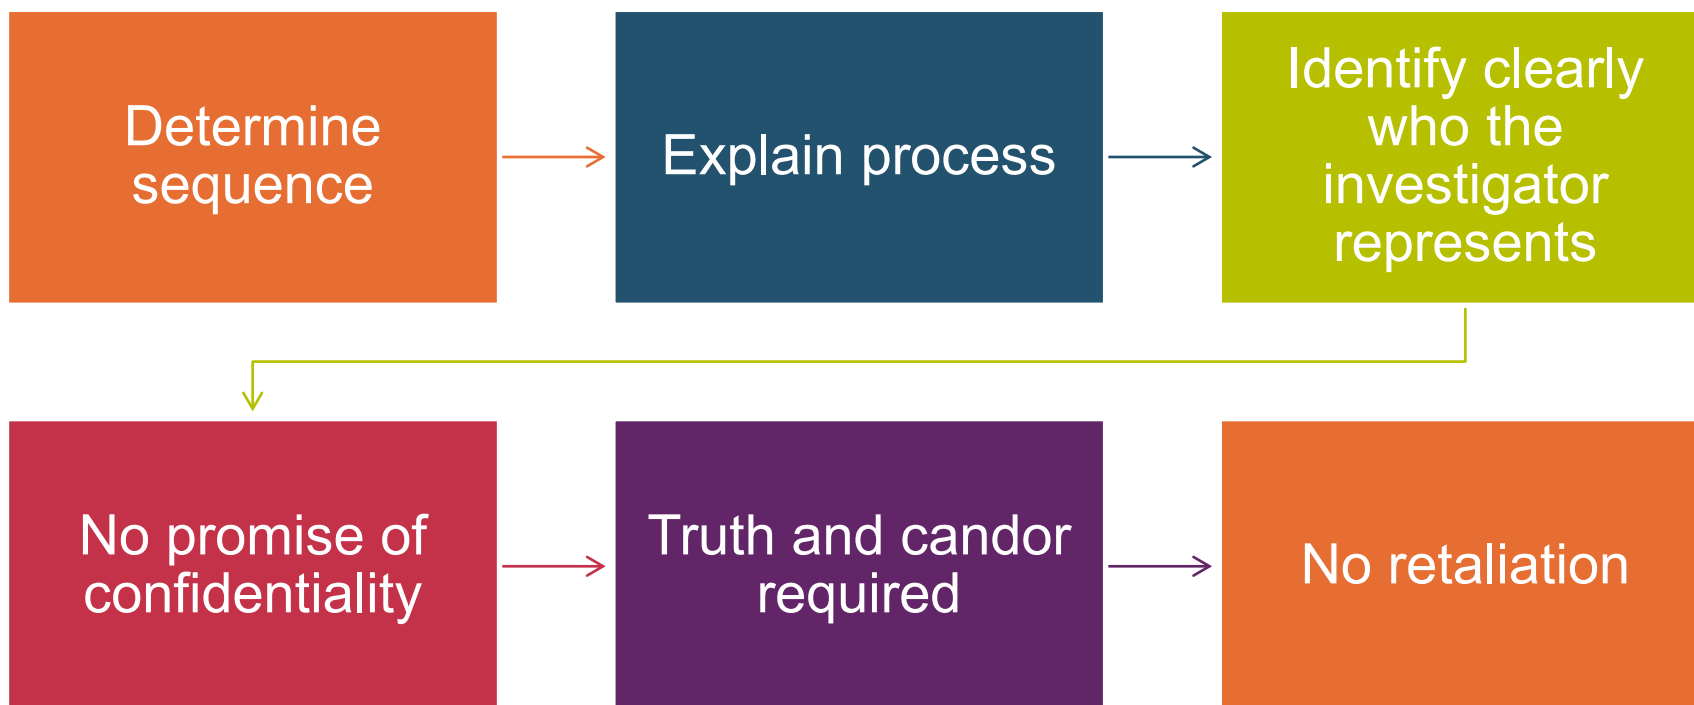 Determine
sequence
Explain process
Identify clearly
who the
investigator
represents
No promise of
confidentiality
Truth and candor
required
No retaliation